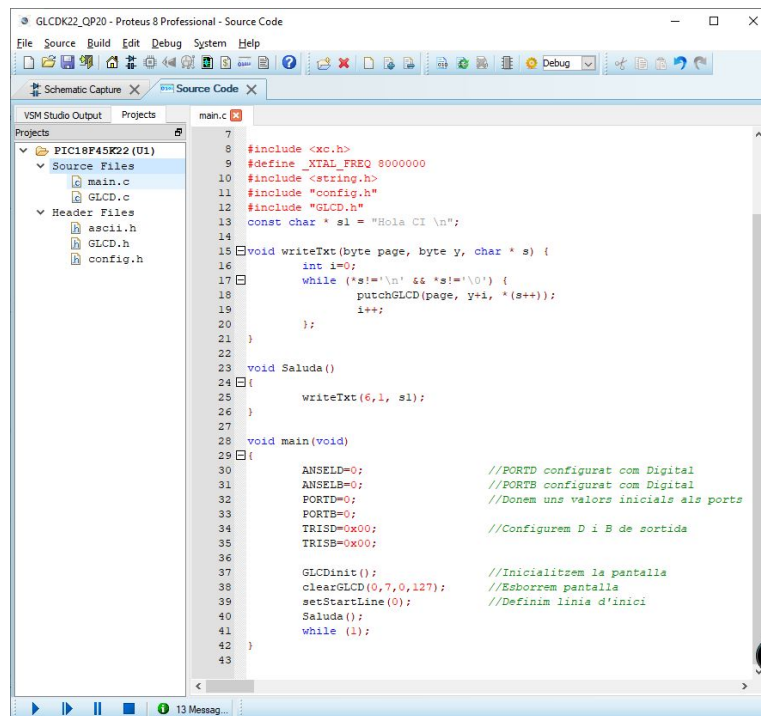 GLCDK22_QP20 - Proteus 8 Professional - Source Code
File Source Build Edit Debug System Help
Debug
Schematic Capture Source Code
VSM Studio Output Projects main.c
Projects
PIC18F45K22 (U1)
Source Files
main.c
GLCD.c
Header Files
ascii.h
GLCD.h
config.h
7
8 #include <xc.h>
9 #define _XTAL_FREQ 8000000
10 #include <string.h>
11 #include "config.h"
12 #include "GLCD.h"
13 const char * s1 = "Hola CI \n";
14
15 void writeTxt(byte page, byte y, char * s) {
16 int i=0;
17 while (*s!='\n' && *s!='\0') {
18 putchGLCD(page, y+i, *(s++));
19 i++;
20 };
21 }
22
23 void Saluda()
24 {
25 writeTxt(6,1, s1);
26 }
27
28 void main(void)
29 {
30 ANSELD=0; //PORTD configurat com Digital
31 ANSELB=0; //PORTB configurat com Digital
32 PORTD=0; //Donem uns valors inicials als ports
33 PORTB=0;
34 TRISD=0x00; //Configurem D i B de sortida
35 TRISB=0x00;
36
37 GLCDinit(); //Inicialitzem la pantalla
38 clearGLCD(0,7,0,127); //Esborrem pantalla
39 setStartLine(0); //Definim linia d'inici
40 Saluda();
41 while (1);
42 }
43
13 Messag...